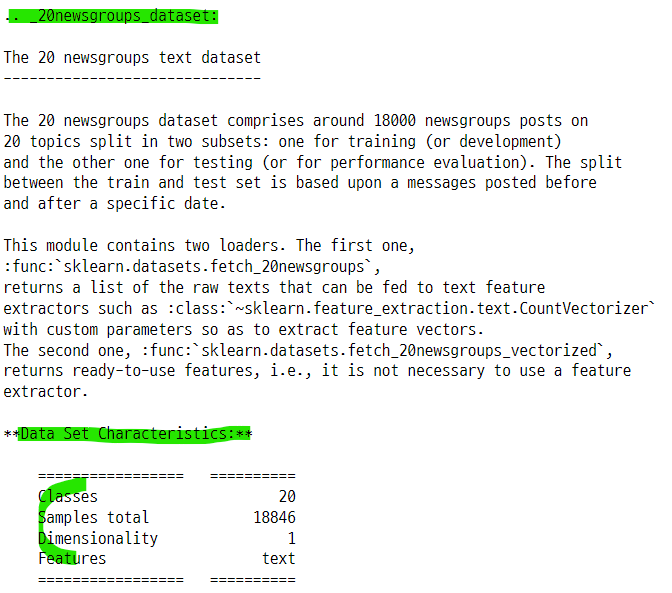 .. _20newsgroups_dataset:
The 20 newsgroups text dataset
------------------------------
The 20 newsgroups dataset comprises around 18000 newsgroups posts on
20 topics split in two subsets: one for training (or development)
and the other one for testing (or for performance evaluation). The split
between the train and test set is based upon a messages posted before
and after a specific date.
This module contains two loaders. The first one,
:func:`sklearn.datasets.fetch_20newsgroups`,
returns a list of the raw texts that can be fed to text feature
extractors such as :class:`~sklearn.feature_extraction.text.CountVectorizer`
with custom parameters so as to extract feature vectors.
The second one, :func:`sklearn.datasets.fetch_20newsgroups_vectorized`,
returns ready-to-use features, i.e., it is not necessary to use a feature
extractor.
**Data Set Characteristics:**
================= ==========
Classes 20
Samples total 18846
Dimensionality 1
Features text
================= ==========